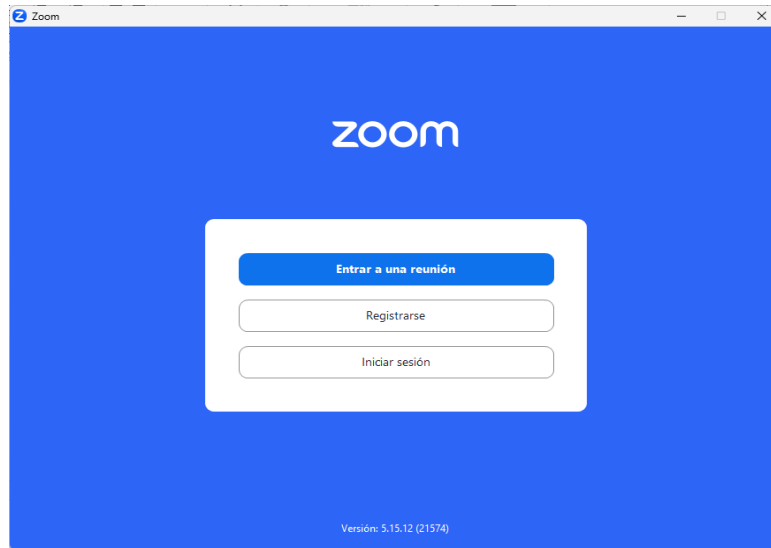 Zoom
zoom
Entrar a una reunión
Registrarse
Iniciar sesión
Versión: 5.15.12 (21574)